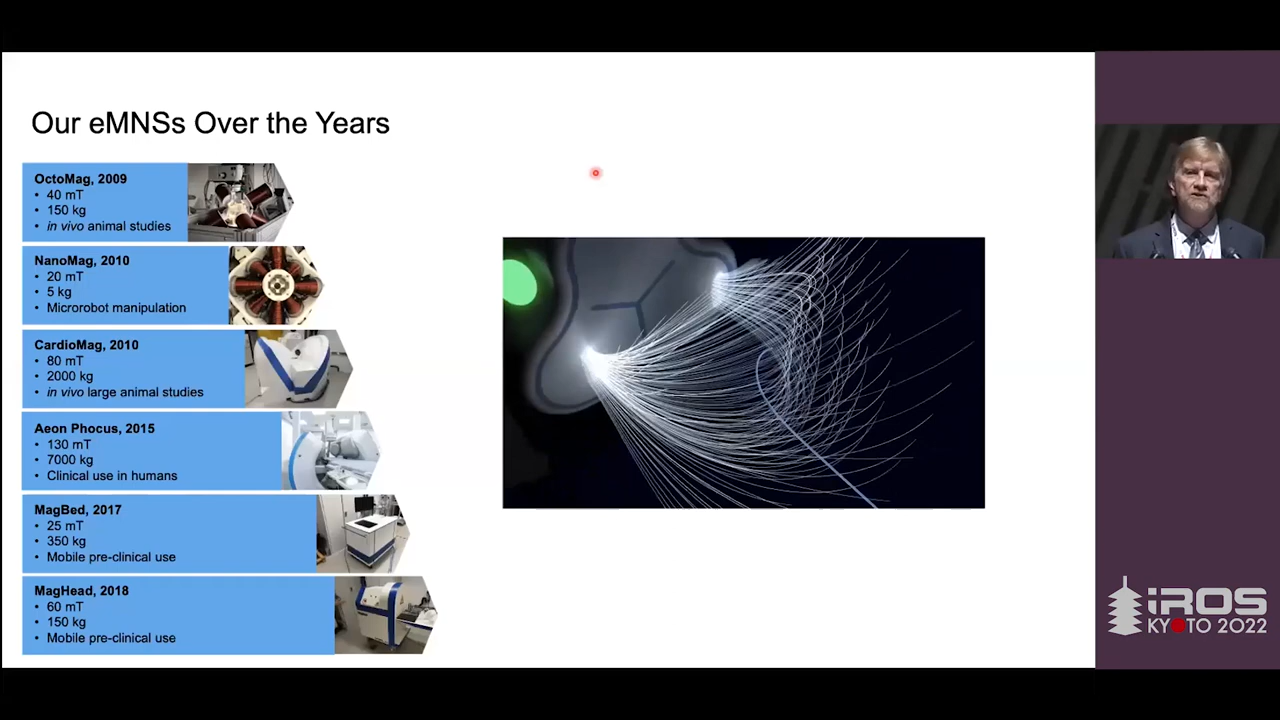 Our eMNSs Over the Years
OctoMag, 2009
• 40 mT
• 150 kg
• in vivo animal studies
NanoMag, 2010
• 20 mT
• 5 kg
• Microrobot manipulation
CardioMag, 2010
• 80 mT
• 2000 kg
• in vivo large animal studies
Aeon Phocus, 2015
• 130 mT
• 7000 kg
• Clinical use in humans
MagBed, 2017
• 25 mT
• 350 kg
• Mobile pre-clinical use
MagHead, 2018
• 60 mT
• 150 kg
• Mobile pre-clinical use
iROS
KYOTO 2022